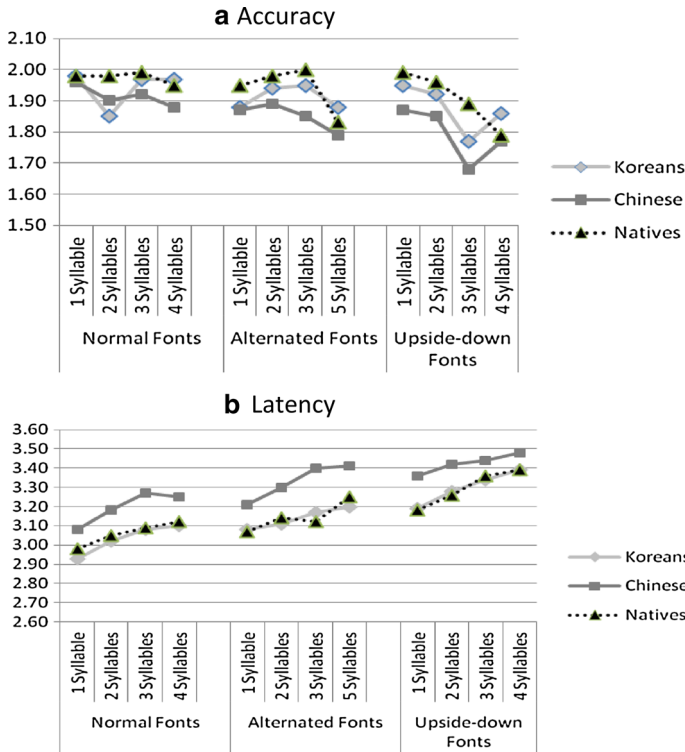 a Accuracy
2.10
2.00
1.90
1.80
1.70
1.60
1.50
1 Syllable
2 Syllables
3 Syllables
4 Syllables
1 Syllable
2 Syllables
3 Syllables
5 Syllables
1 Syllable
2 Syllables
3 Syllables
4 Syllables
Normal Fonts
Alternated Fonts
Upside-down
Fonts
Koreans
Chinese
Natives
b Latency
3.60
3.50
3.40
3.30
3.20
3.10
3.00
2.90
2.80
2.70
2.60
1 Syllable
2 Syllables
3 Syllables
4 Syllables
1 Syllable
2 Syllables
3 Syllables
5 Syllables
1 Syllable
2 Syllables
3 Syllables
4 Syllables
Normal Fonts
Alternated Fonts
Upside-down
Fonts
Koreans
Chinese
Natives